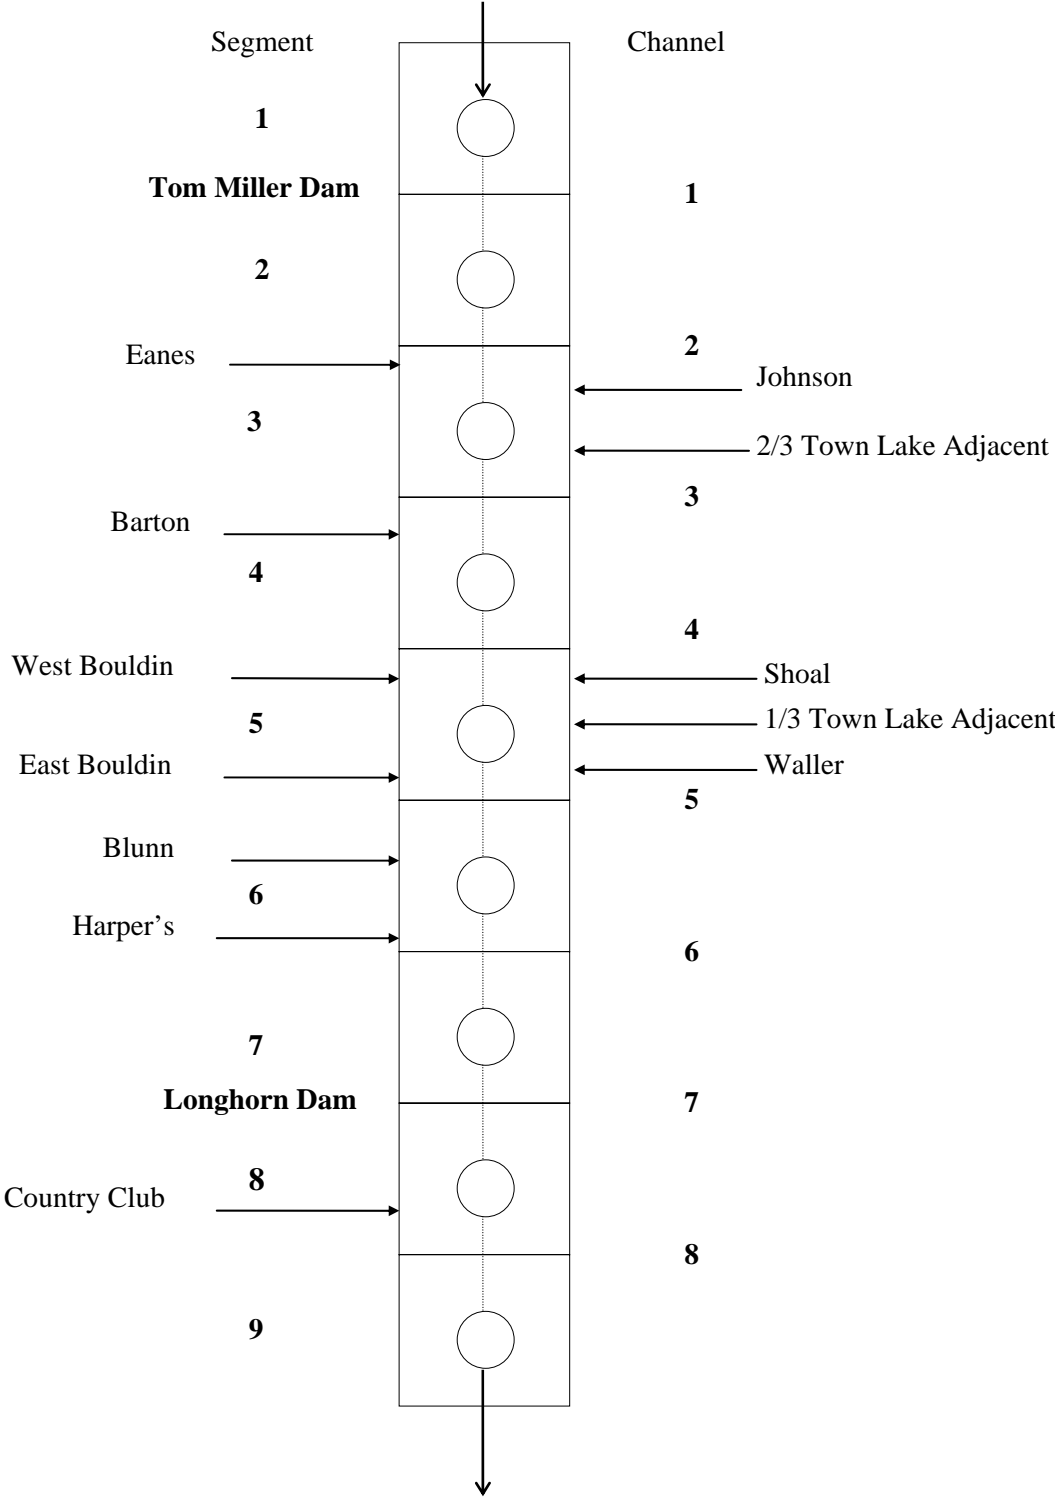 Segment
Channel
1
Tom Miller Dam
1
2
Eanes
2
Johnson
3
2/3 Town Lake Adjacent
3
Barton
4
4
West Bouldin
Shoal
5
1/3 Town Lake Adjacent
East Bouldin
Waller
5
Blunn
6
Harper’s
6
7
Longhorn Dam
7
8
Country Club
8
9